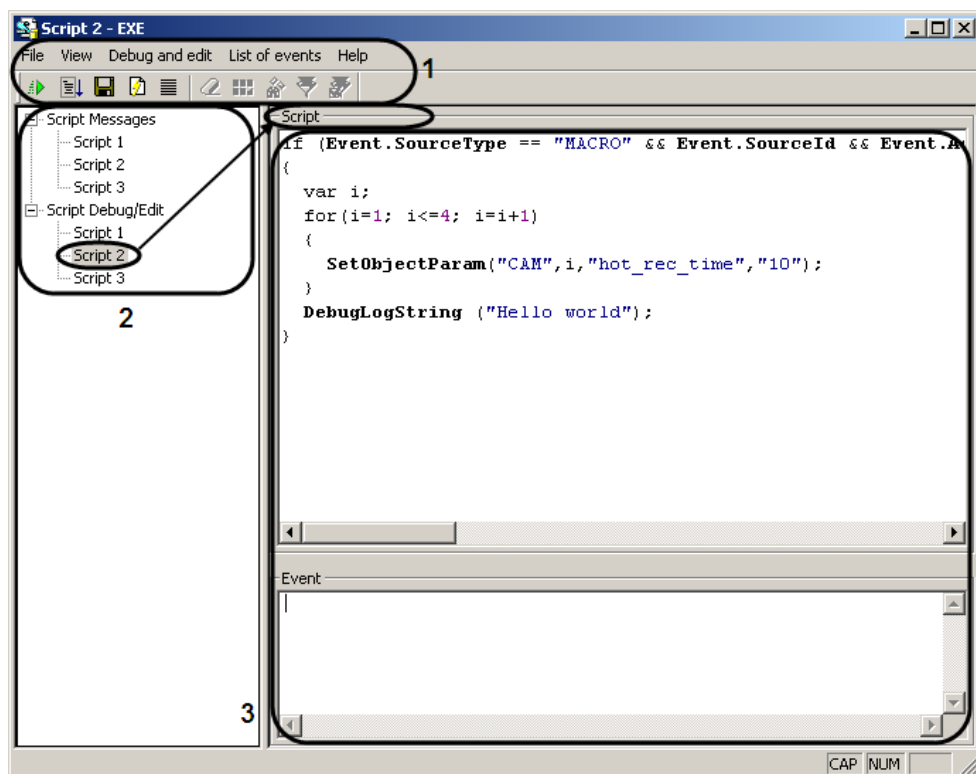 Script 2 - EXE
File View Debug and edit List of events Help
1
Script Messages
Script 1
Script 2
Script 3
Script Debug/Edit
Script 1
Script 2
Script 3
2
Script
if (Event.SourceType == "MACRO" && Event.SourceId && Event.A
{
var i;
for(i=1; i<=4; i=i+1)
{
SetObjectParam("CAM",i,"hot_rec_time","10");
}
DebugLogString ("Hello world");
}
Event
3
CAP NUM